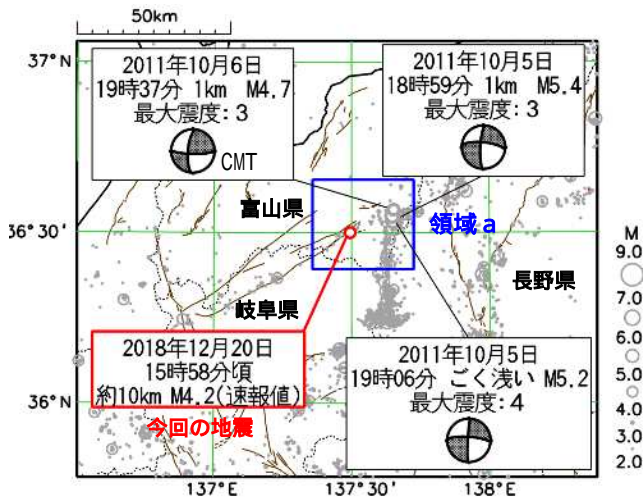 50km
37°N
2011年10月6日
19時37分 1km M4.7
最大震度：3
CMT
2011年10月5日
18時59分 1km M5.4
最大震度：3
富山県
領域a
36°30'
長野県
岐阜県
2018年12月20日
15時58分頃
約10km M4.2(速報値)
今回の地震
2011年10月5日
19時06分 ごく浅い M5.2
最大震度：4
36°N
137°E
137°30'
138°E
M
9.0
7.0
6.0
5.0
4.0
3.0
2.0